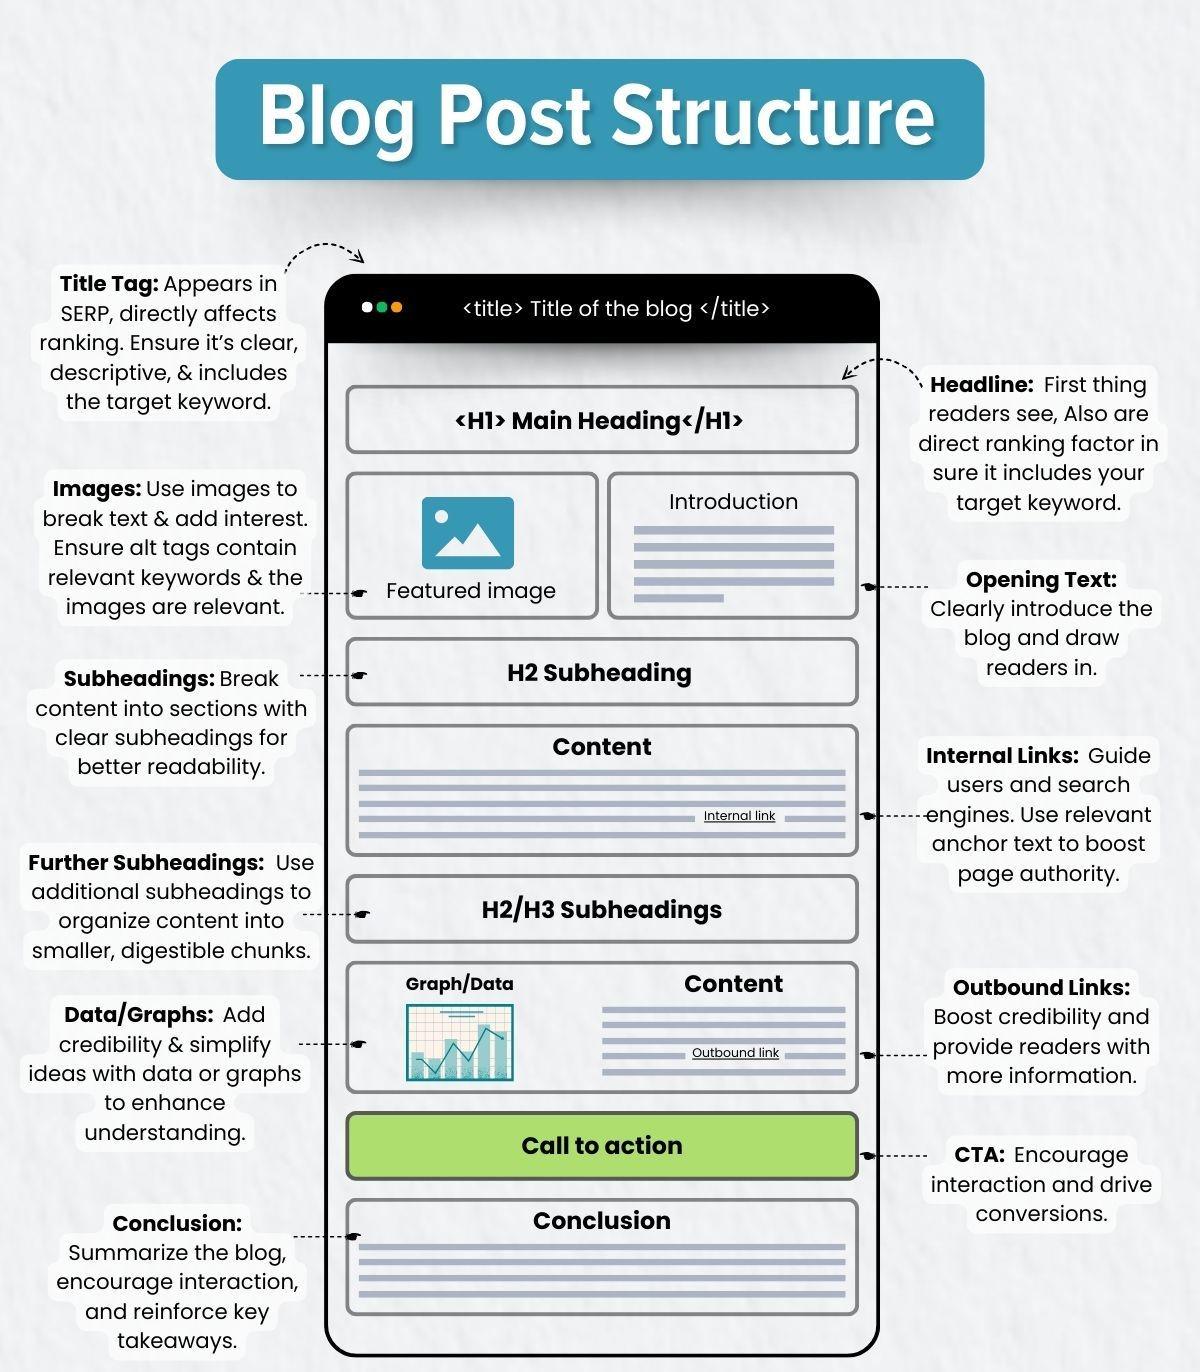 Blog Post Structure
Title Tag: Appears in
SERP, directly affects
ranking. Ensure it's clear,
descriptive, & includes
the target keyword.
<title> Title of the blog </title>
Headline: First thing
readers see, Also are
direct ranking factor in
sure it includes your
target keyword.
<H1> Main Heading</H1>
Images: Use images to
break text & add interest.
Ensure alt tags contain
relevant keywords & the
images are relevant.
Featured image
Introduction
Opening Text:
Clearly introduce the
blog and draw
readers in.
Subheadings: Break
content into sections with
clear subheadings for
better readability.
H2 Subheading
Content
Internal link
Internal Links: Guide
users and search
engines. Use relevant
anchor text to boost
page authority.
Further Subheadings: Use
additional subheadings to
organize content into
smaller, digestible chunks.
H2/H3 Subheadings
Data/Graphs: Add
credibility & simplify
ideas with data or graphs
to enhance
understanding.
Graph/Data
Content
Outbound link
Outbound Links:
Boost credibility and
provide readers with
more information.
Call to action
CTA: Encourage
interaction and drive
conversions.
Conclusion:
Summarize the blog,
encourage interaction,
and reinforce key
takeaways.
Conclusion